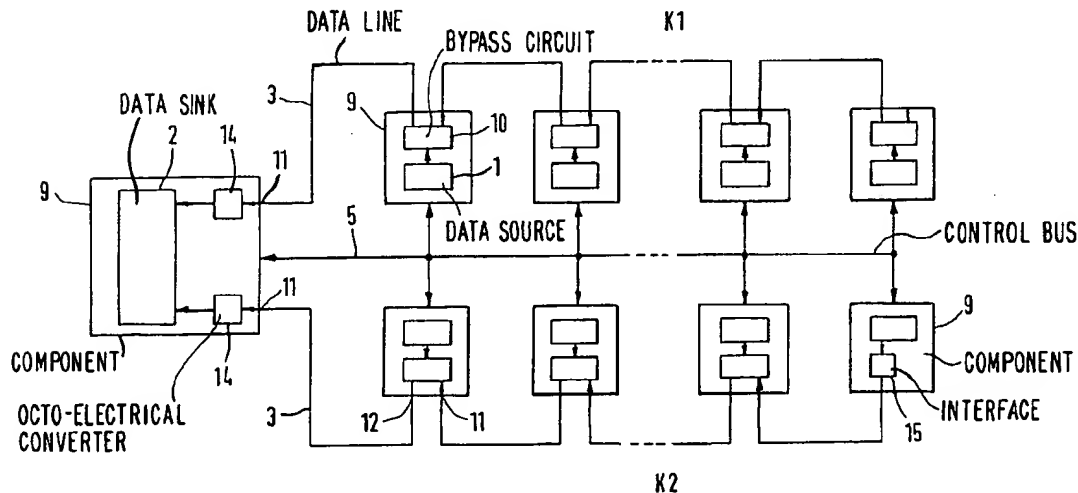 DATA LINE
K1
BYPASS CIRCUIT
3
DATA SINK
9
10
2
14
9
11
1
DATA SOURCE
5
CONTROL BUS
11
9
COMPONENT
14
COMPONENT
12
11
INTERFACE
OCTO-ELECTRICAL
CONVERTER
3
15
K2